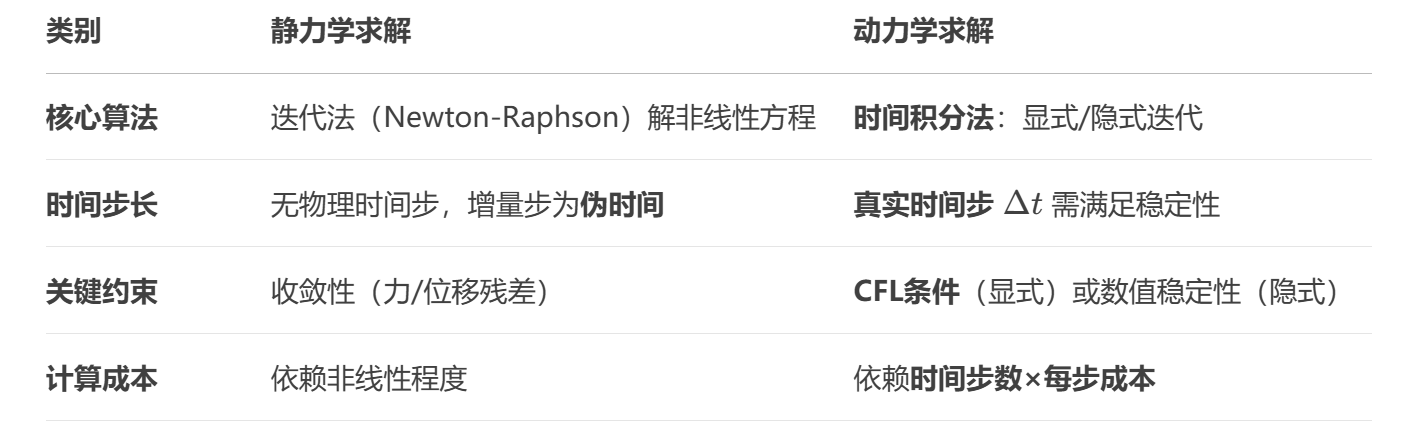 类别 静力学求解 动力学求解
核心算法 迭代法（Newton-Raphson）解非线性方程 时间积分法：显式/隐式迭代
时间步长 无物理时间步，增量步为伪时间 真实时间步 Δt 需满足稳定性
关键约束 收敛性（力/位移残差） CFL条件（显式）或数值稳定性（隐式）
计算成本 依赖非线性程度 依赖时间步数×每步成本